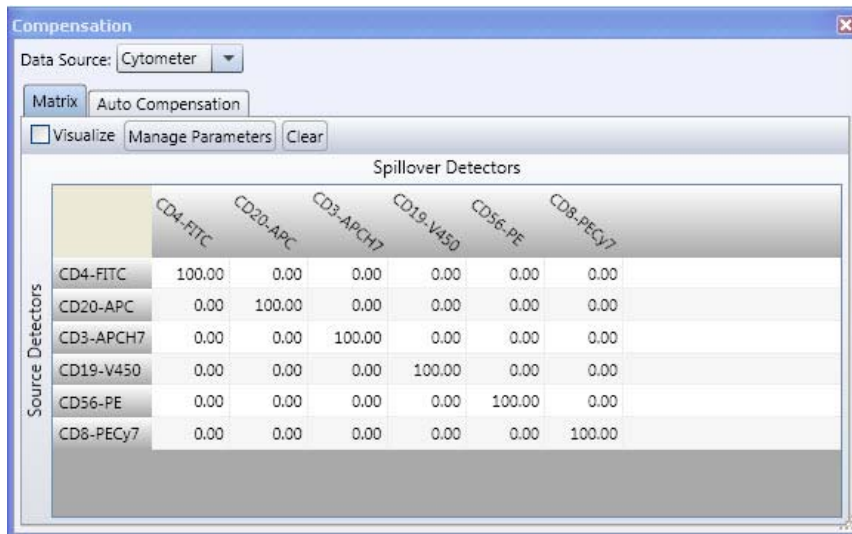 Compensation
Data Source: Cytometer
Matrix Auto Compensation
Visualize Manage Parameters Clear
Spillover Detectors
CD4-FITC CD20-APC CD3-APCH7 CD19-V450 CD56-PE CD8-PECy7
Source Detectors
CD4-FITC 100.00 0.00 0.00 0.00 0.00 0.00
CD20-APC 0.00 100.00 0.00 0.00 0.00 0.00
CD3-APCH7 0.00 0.00 100.00 0.00 0.00 0.00
CD19-V450 0.00 0.00 0.00 100.00 0.00 0.00
CD56-PE 0.00 0.00 0.00 0.00 100.00 0.00
CD8-PECy7 0.00 0.00 0.00 0.00 0.00 100.00